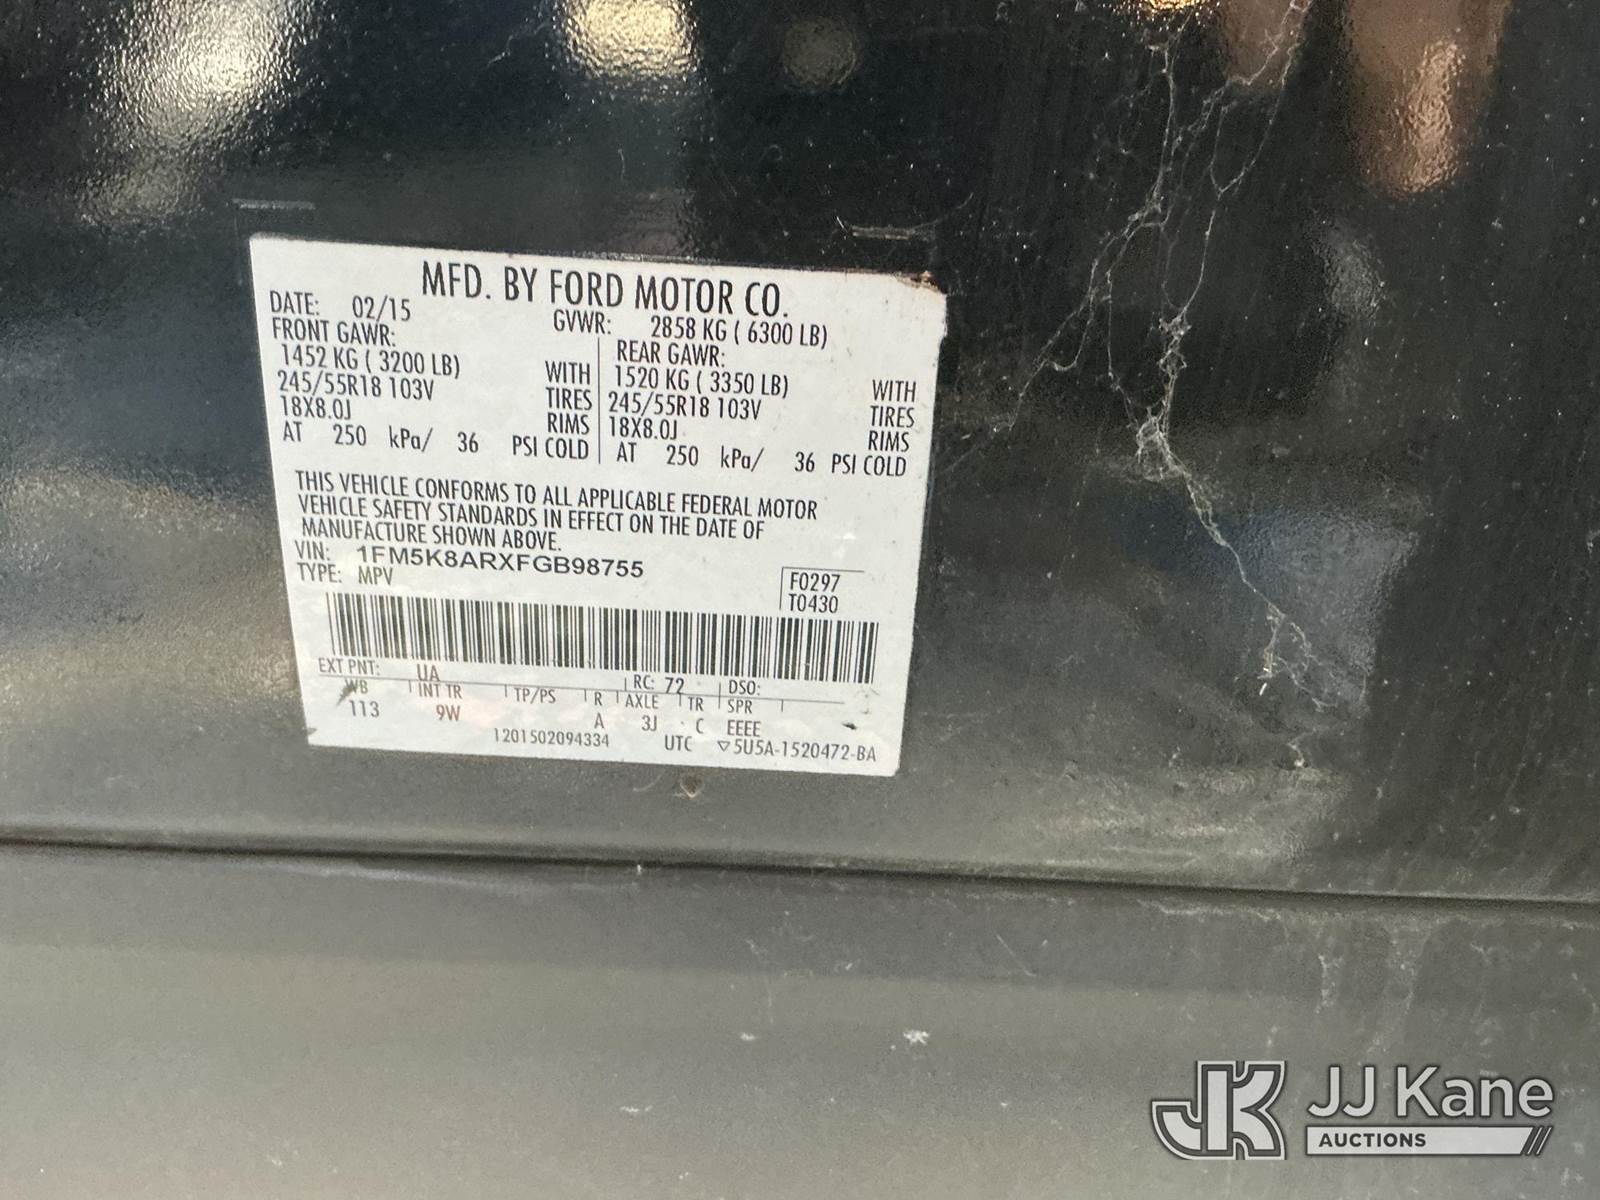 MFD. BY FORD MOTOR CO.
DATE: 02/15 GVWR: 2858 KG ( 6300 LB)
FRONT GAWR: REAR GAWR:
1452 KG ( 3200 LB) WITH 1520 KG ( 3350 LB) WITH
245/55R18 103V TIRES 245/55R18 103V TIRES
18X8.0J RIMS 18X8.0J RIMS
AT 250 kPa/ 36 PSI COLD AT 250 kPa/ 36 PSI COLD
THIS VEHICLE CONFORMS TO ALL APPLICABLE FEDERAL MOTOR
VEHICLE SAFETY STANDARDS IN EFFECT ON THE DATE OF
MANUFACTURE SHOWN ABOVE.
VIN: 1FM5K8ARXFGB98755
TYPE: MPV F0297
T0430
EXT PNT: UA RC: 72 DSO:
WB INT TR TP/PS R AXLE TR SPR
113 9W A 3J C EEEE
1201502094334 UTC ▽5U5A-1520472-BA
JK JJ Kane
AUCTIONS